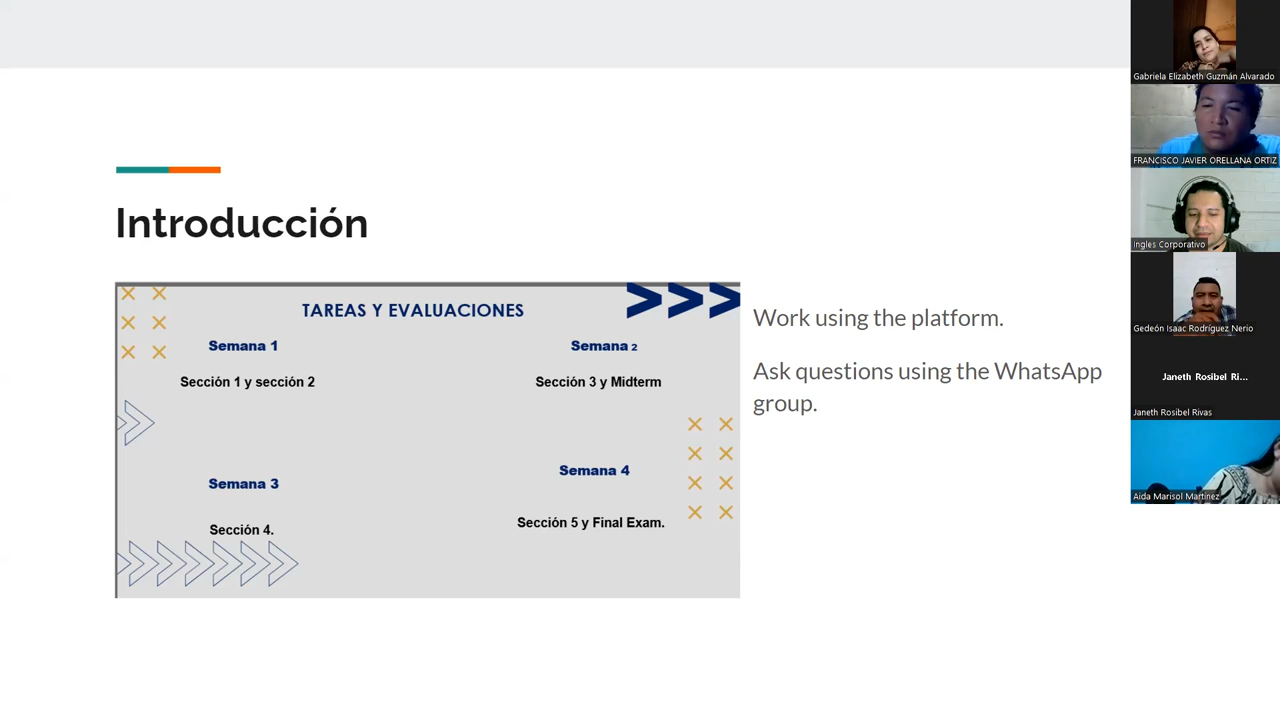 Introducción
TAREAS Y EVALUACIONES
Semana 1
Semana 2
Sección 1 y sección 2
Sección 3 y Midterm
Semana 3
Semana 4
Sección 4.
Sección 5 y Final Exam.
Work using the platform.
Ask questions using the WhatsApp
group.
Gabriela Elizabeth Guzmán Alvarado
FRANCISCO JAVIER ORELLANA ORTIZ
Ingles Corporativo
Gedeón Isaac Rodríguez Nerio
Janeth Rosibel Ri...
Janeth Rosibel Rivas
Aida Marisol Martínez